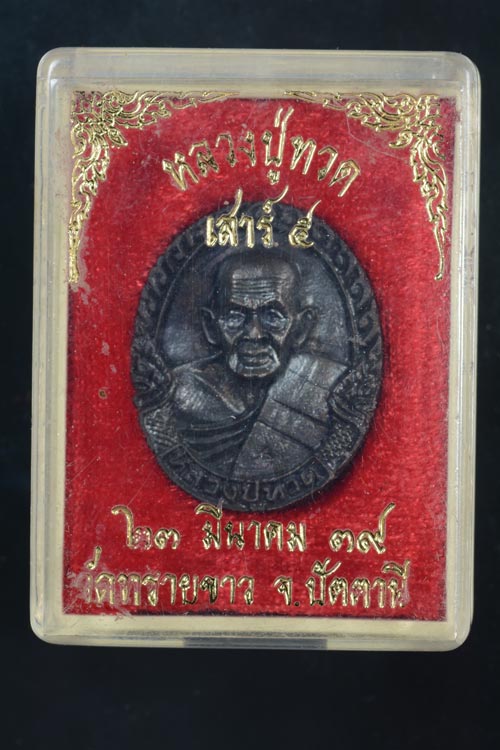 หลวงปู่ทวด
เสาร์ ๕
หลวงปู่ทวด
๒๓ มีนาคม ๓๙
วัดทรายขาว จ.ปัตตานี